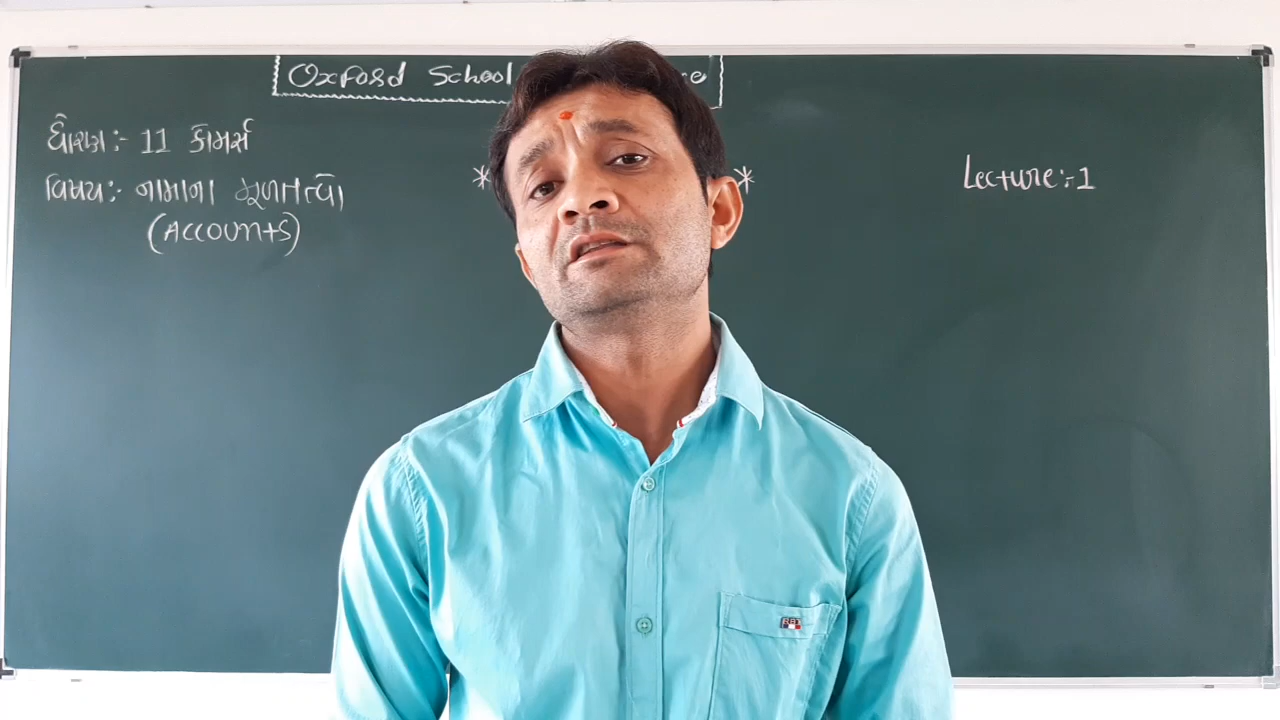 Oxford School
ધોરણ:- 11 કોમર્સ
વિષય:- નામાના મૂળતત્વો
(Accounts)
* *
Lecture:-1